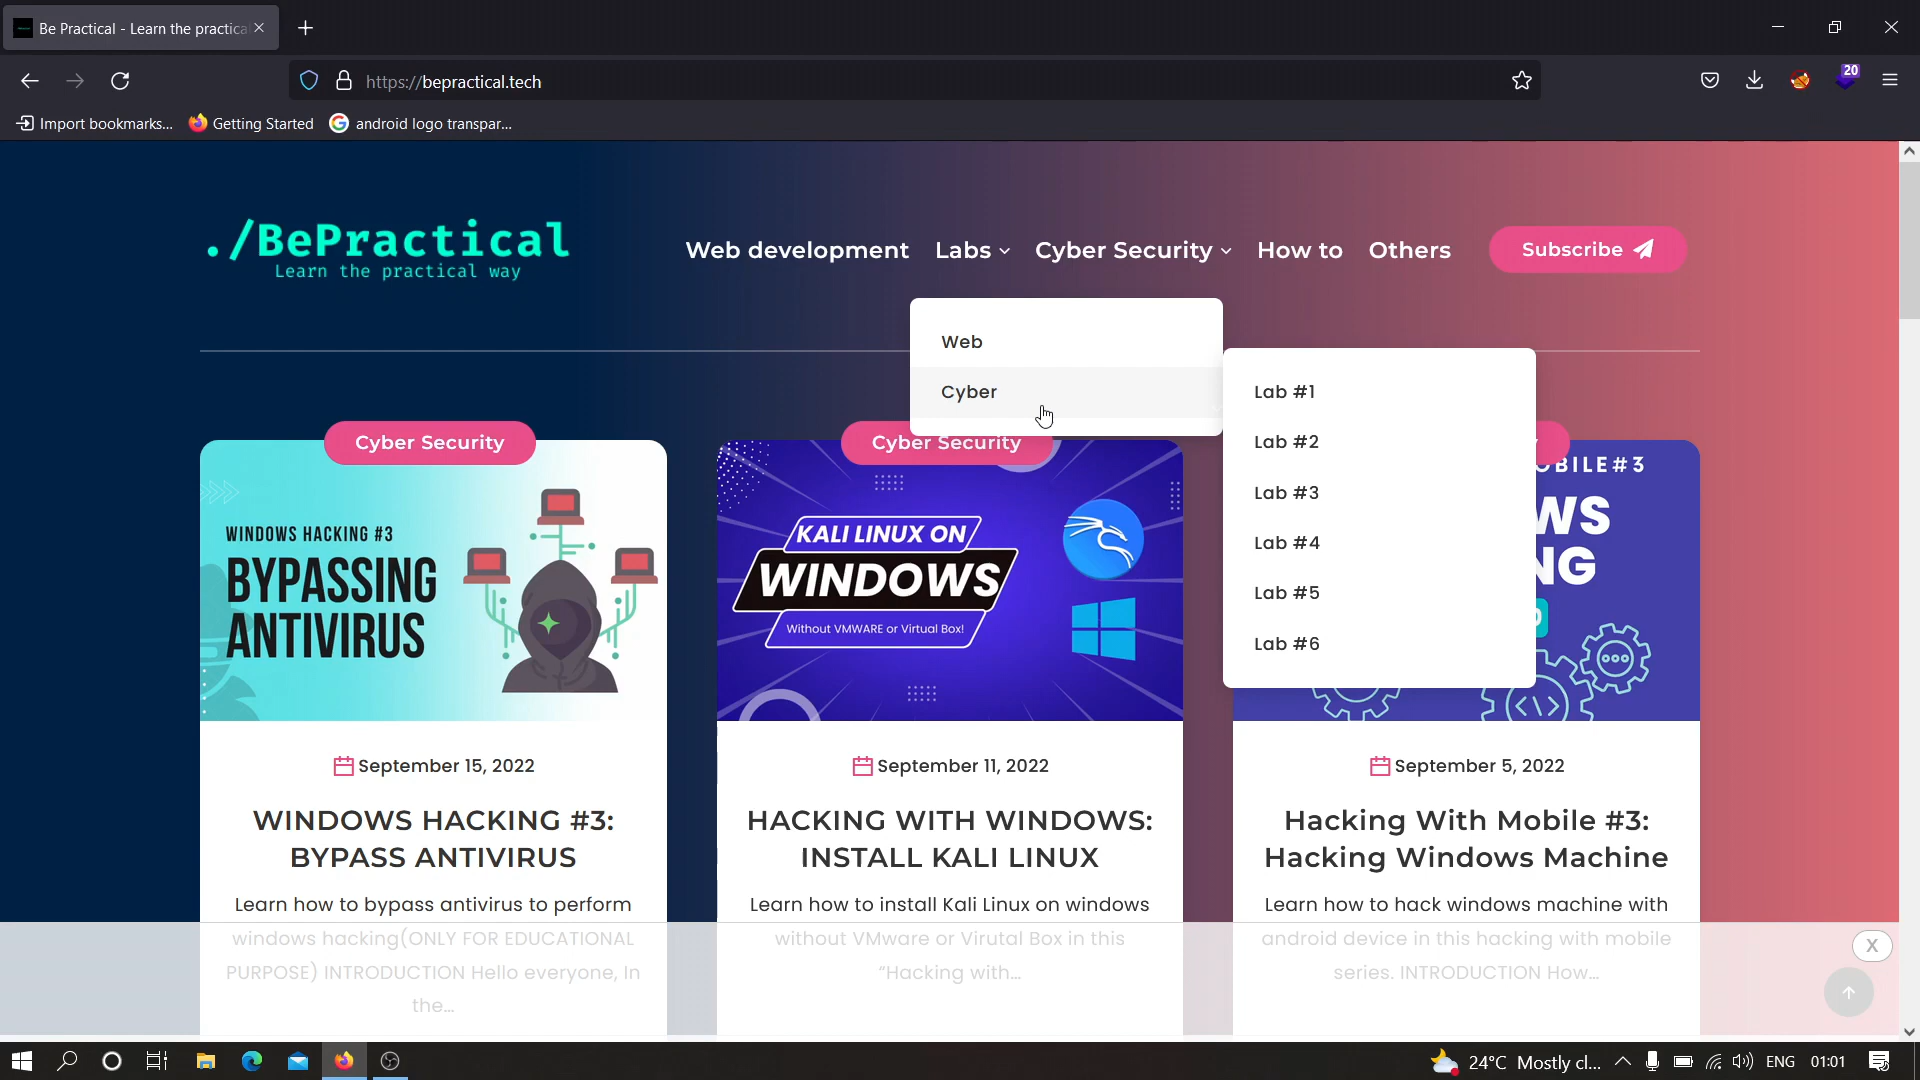 Be Practical - Learn the practica
https://bepractical.tech
20
Import bookmarks...
Getting Started
android logo transpar...
./BePractical
Learn the practical way
Web development
Labs
Cyber Security
How to
Others
Subscribe
Web
Cyber
Lab #1
Lab #2
Lab #3
Lab #4
Lab #5
Lab #6
Cyber Security
WINDOWS HACKING #3
BYPASSING
ANTIVIRUS
September 15, 2022
WINDOWS HACKING #3:
BYPASS ANTIVIRUS
Learn how to bypass antivirus to perform
windows hacking(ONLY FOR EDUCATIONAL
PURPOSE) INTRODUCTION Hello everyone, In
the...
Cyber Security
KALI LINUX ON
WINDOWS
Without VMWARE or Virtual Box!
September 11, 2022
HACKING WITH WINDOWS:
INSTALL KALI LINUX
Learn how to install Kali Linux on windows
without VMware or Virutal Box in this
"Hacking with...
OBILE#3
WS
NG
September 5, 2022
Hacking With Mobile #3:
Hacking Windows Machine
Learn how to hack windows machine with
android device in this hacking with mobile
series. INTRODUCTION How...
X
24°C Mostly cl...
ENG
01:01